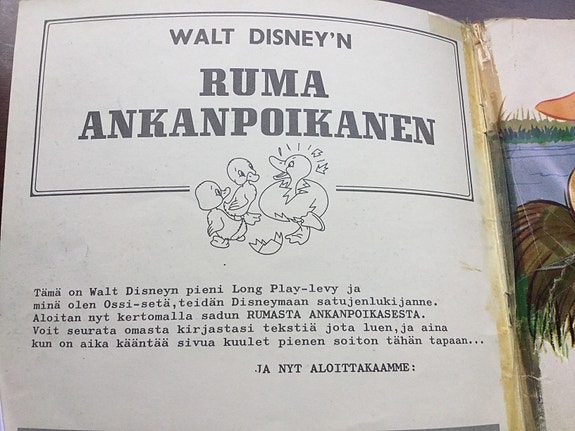 WALT DISNEY'N
RUMA
ANKANPOIKANEN
Tämä on Walt Disneyn pieni Long Play-levy ja
minä olen Ossi-setä,teidän Disneymaan satujenlukijanne.
Aloitan nyt kertomalla sadun RUMASTA ANKANPOIKASESTA.
Voit seurata omasta kirjastasi tekstiä jota luen,ja aina
kun on aika kääntää sivua kuulet pienen soiton tähän tapaan...
JA NYT ALOITTAKAAMME: